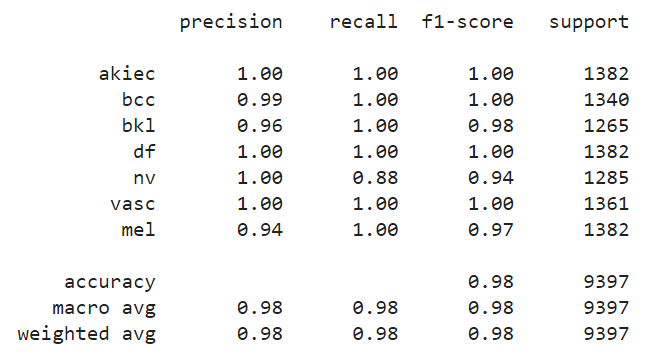 precision recall f1-score support
akiec 1.00 1.00 1.00 1382
bcc 0.99 1.00 1.00 1340
bkl 0.96 1.00 0.98 1265
df 1.00 1.00 1.00 1382
nv 1.00 0.88 0.94 1285
vasc 1.00 1.00 1.00 1361
mel 0.94 1.00 0.97 1382
accuracy 0.98 9397
macro avg 0.98 0.98 0.98 9397
weighted avg 0.98 0.98 0.98 9397